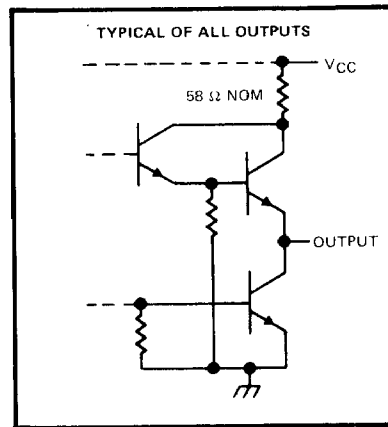 TYPICAL OF ALL OUTPUTS
VCC
58 Ω NOM
OUTPUT